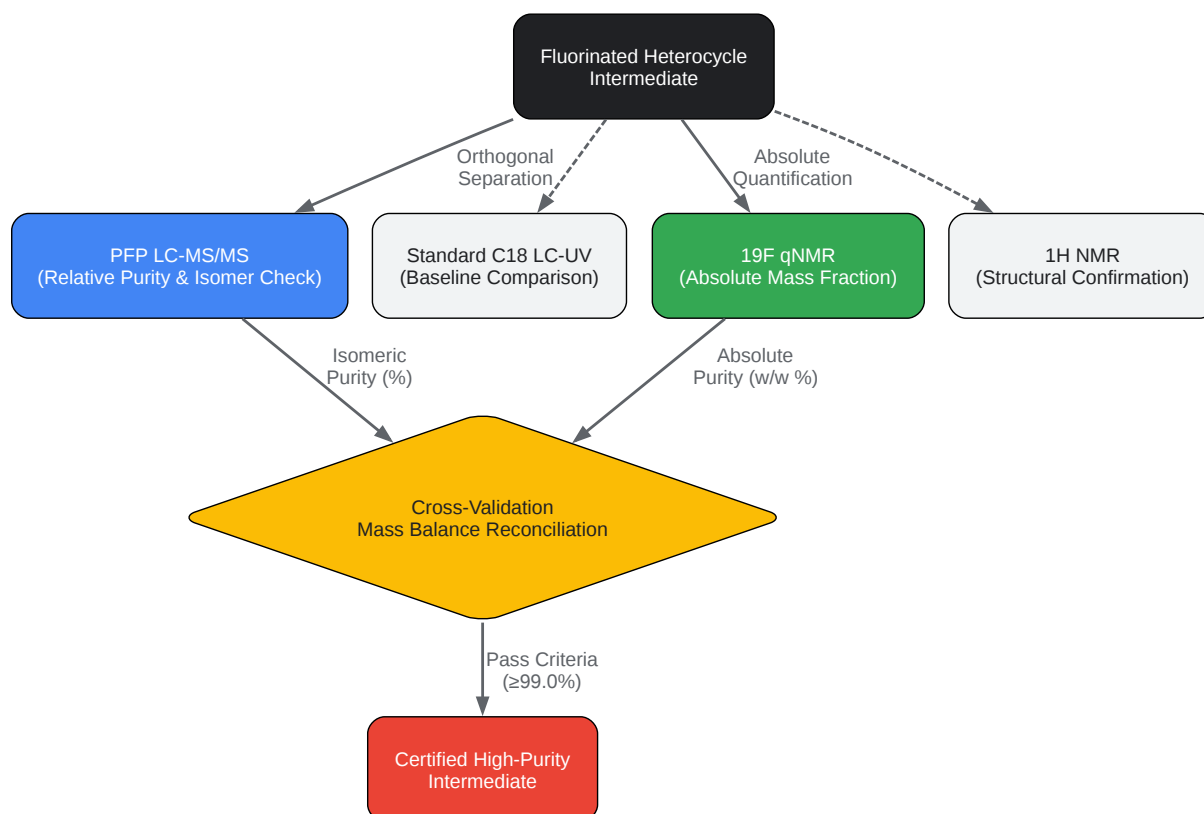 Fluorinated Heterocycle
Intermediate
Orthogonal
Separation
Absolute
Quantification
PFP LC-MS/MS
(Relative Purity & Isomer Check)
Standard C18 LC-UV
(Baseline Comparison)
19F qNMR
(Absolute Mass Fraction)
1H NMR
(Structural Confirmation)
Isomeric
Purity (%)
Absolute
Purity (w/w %)
Cross-Validation
Mass Balance Reconciliation
Pass Criteria
(≥99.0%)
Certified High-Purity
Intermediate